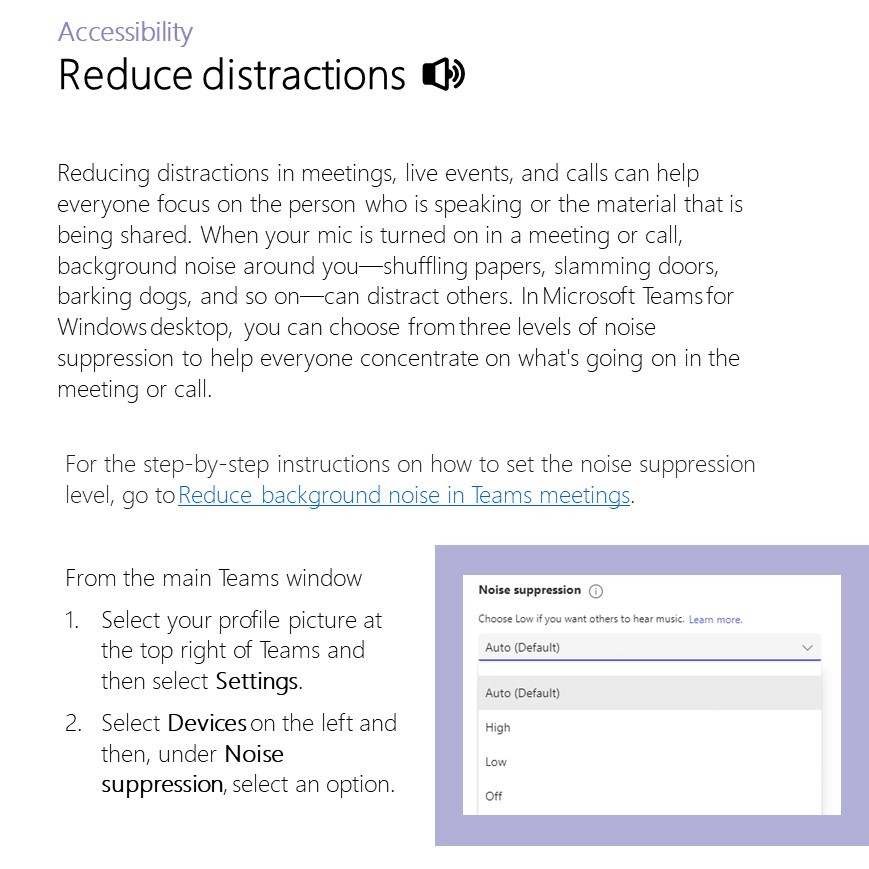 Accessibility
Reduce distractions
Reducing distractions in meetings, live events, and calls can help
everyone focus on the person who is speaking or the material that is
being shared. When your mic is turned on in a meeting or call,
background noise around you—shuffling papers, slamming doors,
barking dogs, and so on—can distract others. In Microsoft Teams for
Windows desktop, you can choose from three levels of noise
suppression to help everyone concentrate on what's going on in the
meeting or call.
For the step-by-step instructions on how to set the noise suppression
level, go to Reduce background noise in Teams meetings.
From the main Teams window
1. Select your profile picture at
the top right of Teams and
then select Settings.
2. Select Devices on the left and
then, under Noise
suppression, select an option.
Noise suppression
Choose Low if you want others to hear music. Learn more.
Auto (Default)
Auto (Default)
High
Low
Off